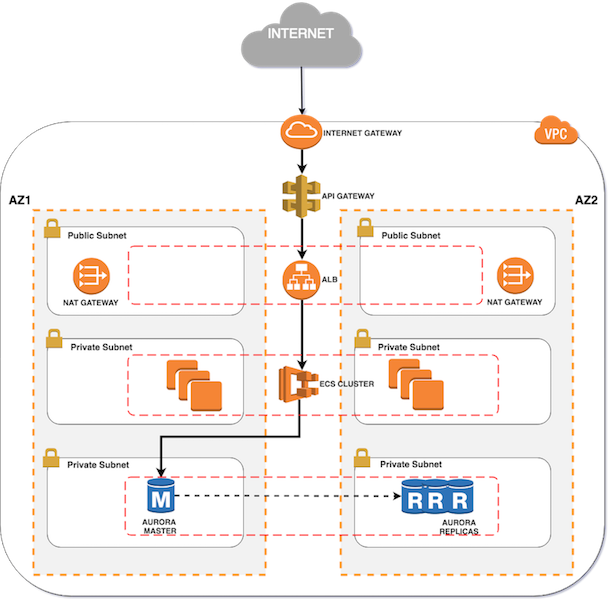 INTERNET
INTERNET GATEWAY
VPC
API GATEWAY
AZ1
AZ2
Public Subnet
Public Subnet
NAT GATEWAY
ALB
NAT GATEWAY
Private Subnet
Private Subnet
ECS CLUSTER
Private Subnet
Private Subnet
M
R R R
AURORA
MASTER
AURORA
REPLICAS